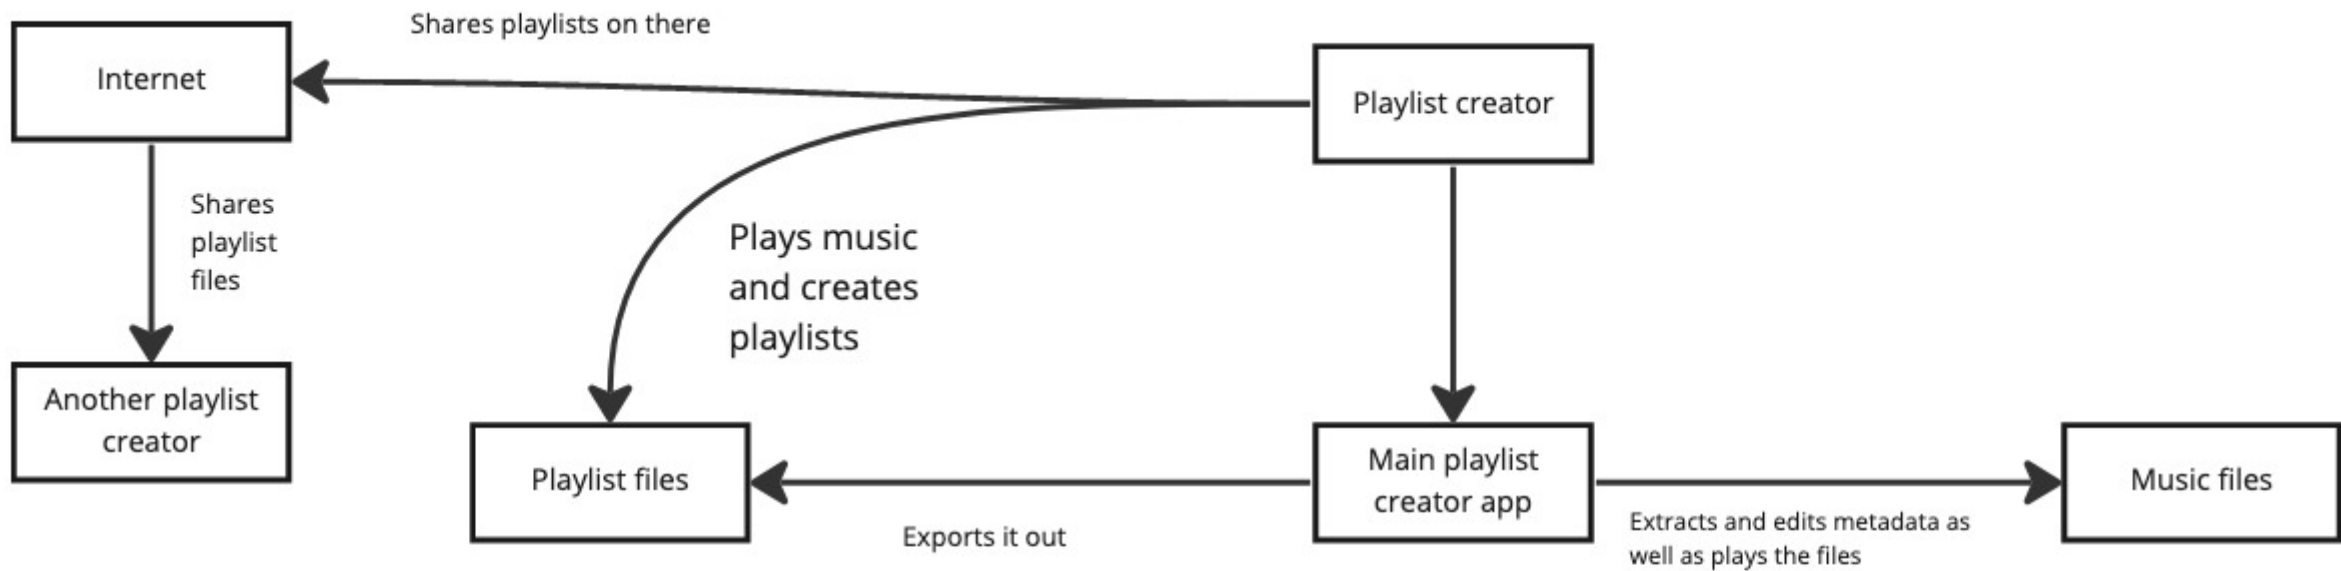 Shares playlists on there
Internet
Playlist creator
Shares
playlist
files
Plays music
and creates
playlists
Another playlist
creator
Playlist files
Main playlist
creator app
Music files
Exports it out
Extracts and edits metadata as
well as plays the files